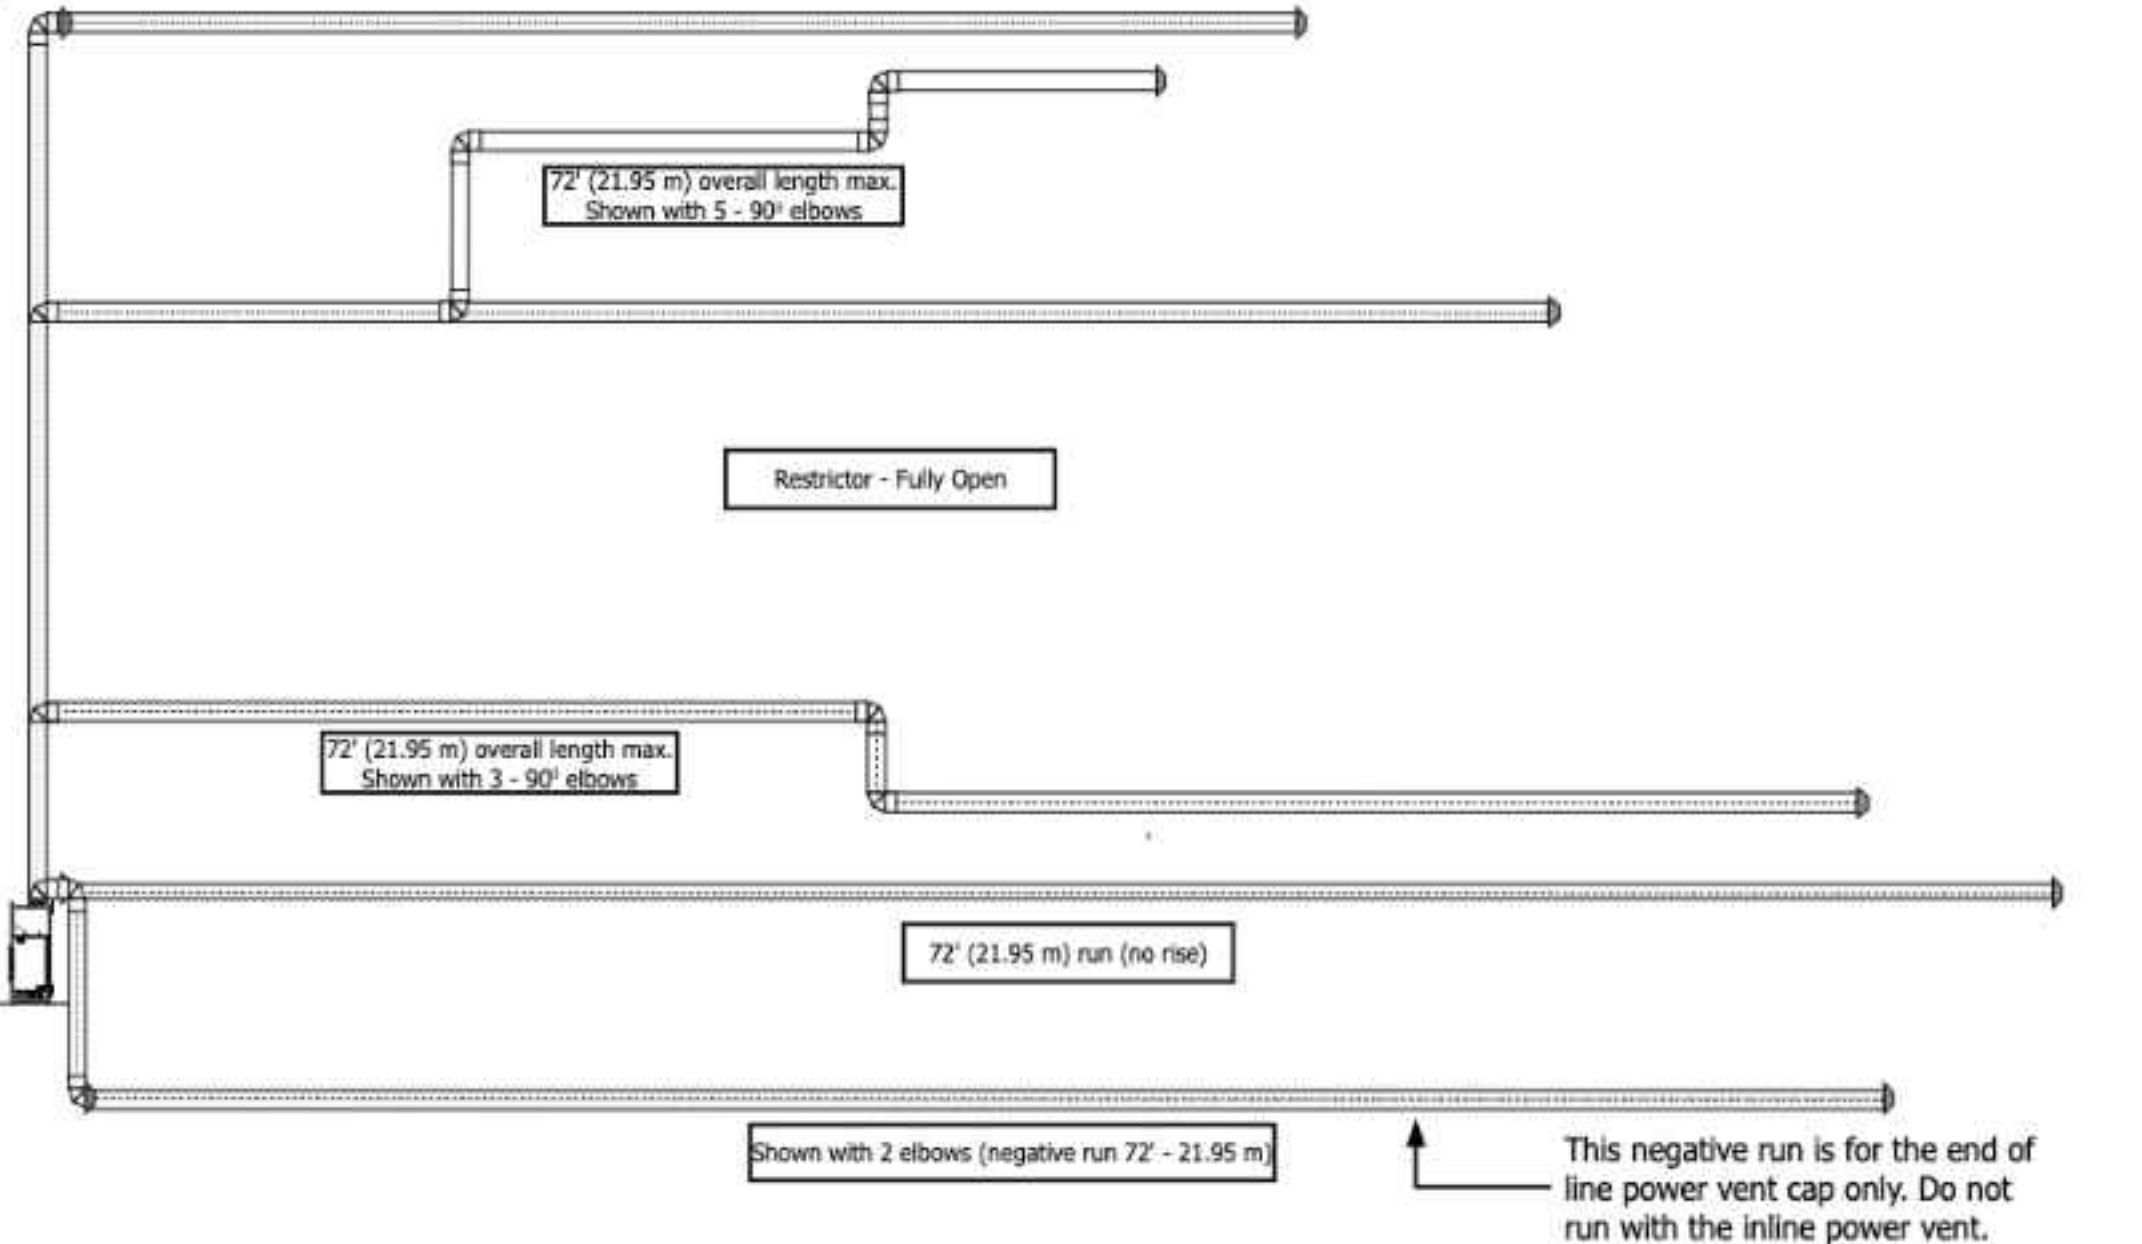 72' (21.95 m) overall length max.
Shown with 5 - 90° elbows
Restrictor - Fully Open
72' (21.95 m) overall length max.
Shown with 3 - 90° elbows
72' (21.95 m) run (no rise)
Shown with 2 elbows (negative run 72' - 21.95 m)
This negative run is for the end of
line power vent cap only. Do not
run with the inline power vent.